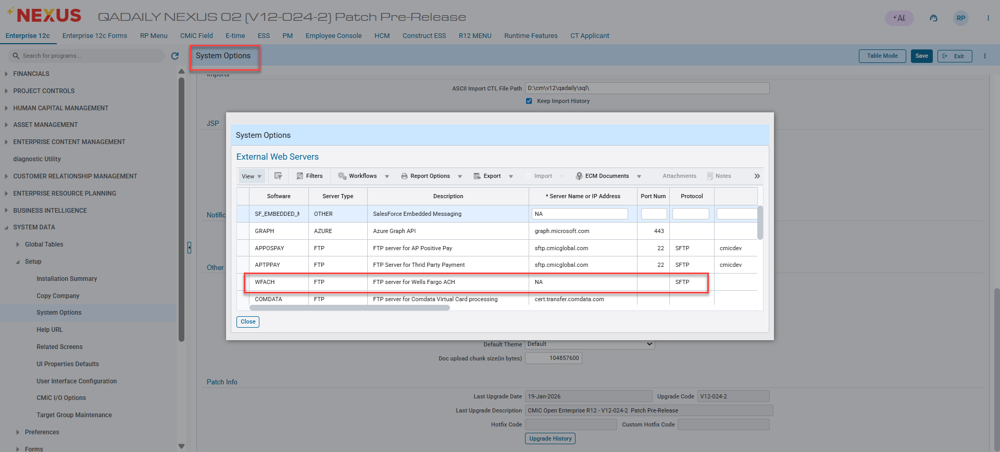 NEXUS QADAILY NEXUS 02 (V12-024-2) Patch Pre-Release AI RP
Enterprise 12c Enterprise 12c Forms RP Menu CMiC Field E-time ESS PM Employee Console HCM Construct ESS R12 MENU Runtime Features CT Applicant
Search for programs... System Options Table Mode Save Exit
FINANCIALS
PROJECT CONTROLS
HUMAN CAPITAL MANAGEMENT
ASSET MANAGEMENT
ENTERPRISE CONTENT MANAGEMENT
diagnostic Utility
CUSTOMER RELATIONSHIP MANAGEMENT
ENTERPRISE RESOURCE PLANNING
BUSINESS INTELLIGENCE
SYSTEM DATA
Global Tables
Setup
Installation Summary
Copy Company
System Options
Help URL
Related Screens
UI Properties Defaults
User Interface Configuration
CMiC I/O Options
Target Group Maintenance
Preferences
Forms
Imports
ASCII Import CTL File Path D:\cm\v12\qadaily\sql\
Keep Import History
JSP
Notific
Other
System Options
External Web Servers
View Filters Workflows Report Options Export Import ECM Documents Attachments Notes »
Software Server Type Description * Server Name or IP Address Port Num Protocol
SF_EMBEDDED_M OTHER SalesForce Embedded Messaging NA
GRAPH AZURE Azure Graph API graph.microsoft.com 443
APPOSPAY FTP FTP server for AP Positive Pay sftp.cmicglobal.com 22 SFTP cmicdev
APTPPAY FTP FTP Server for Thrid Party Payment sftp.cmicglobal.com 22 SFTP cmicdev
WFACH FTP FTP server for Wells Fargo ACH NA SFTP
COMDATA FTP FTP server for Comdata Virtual Card processing cert.transfer.comdata.com
Close
Default Theme Default
Doc upload chunk size(in bytes) 104857600
Patch Info
Last Upgrade Date 19-Jan-2026 Upgrade Code V12-024-2
Last Upgrade Description CMiC Open Enterprise R12 - V12-024-2 Patch Pre-Release
Hotfix Code Custom Hotfix Code
Upgrade History